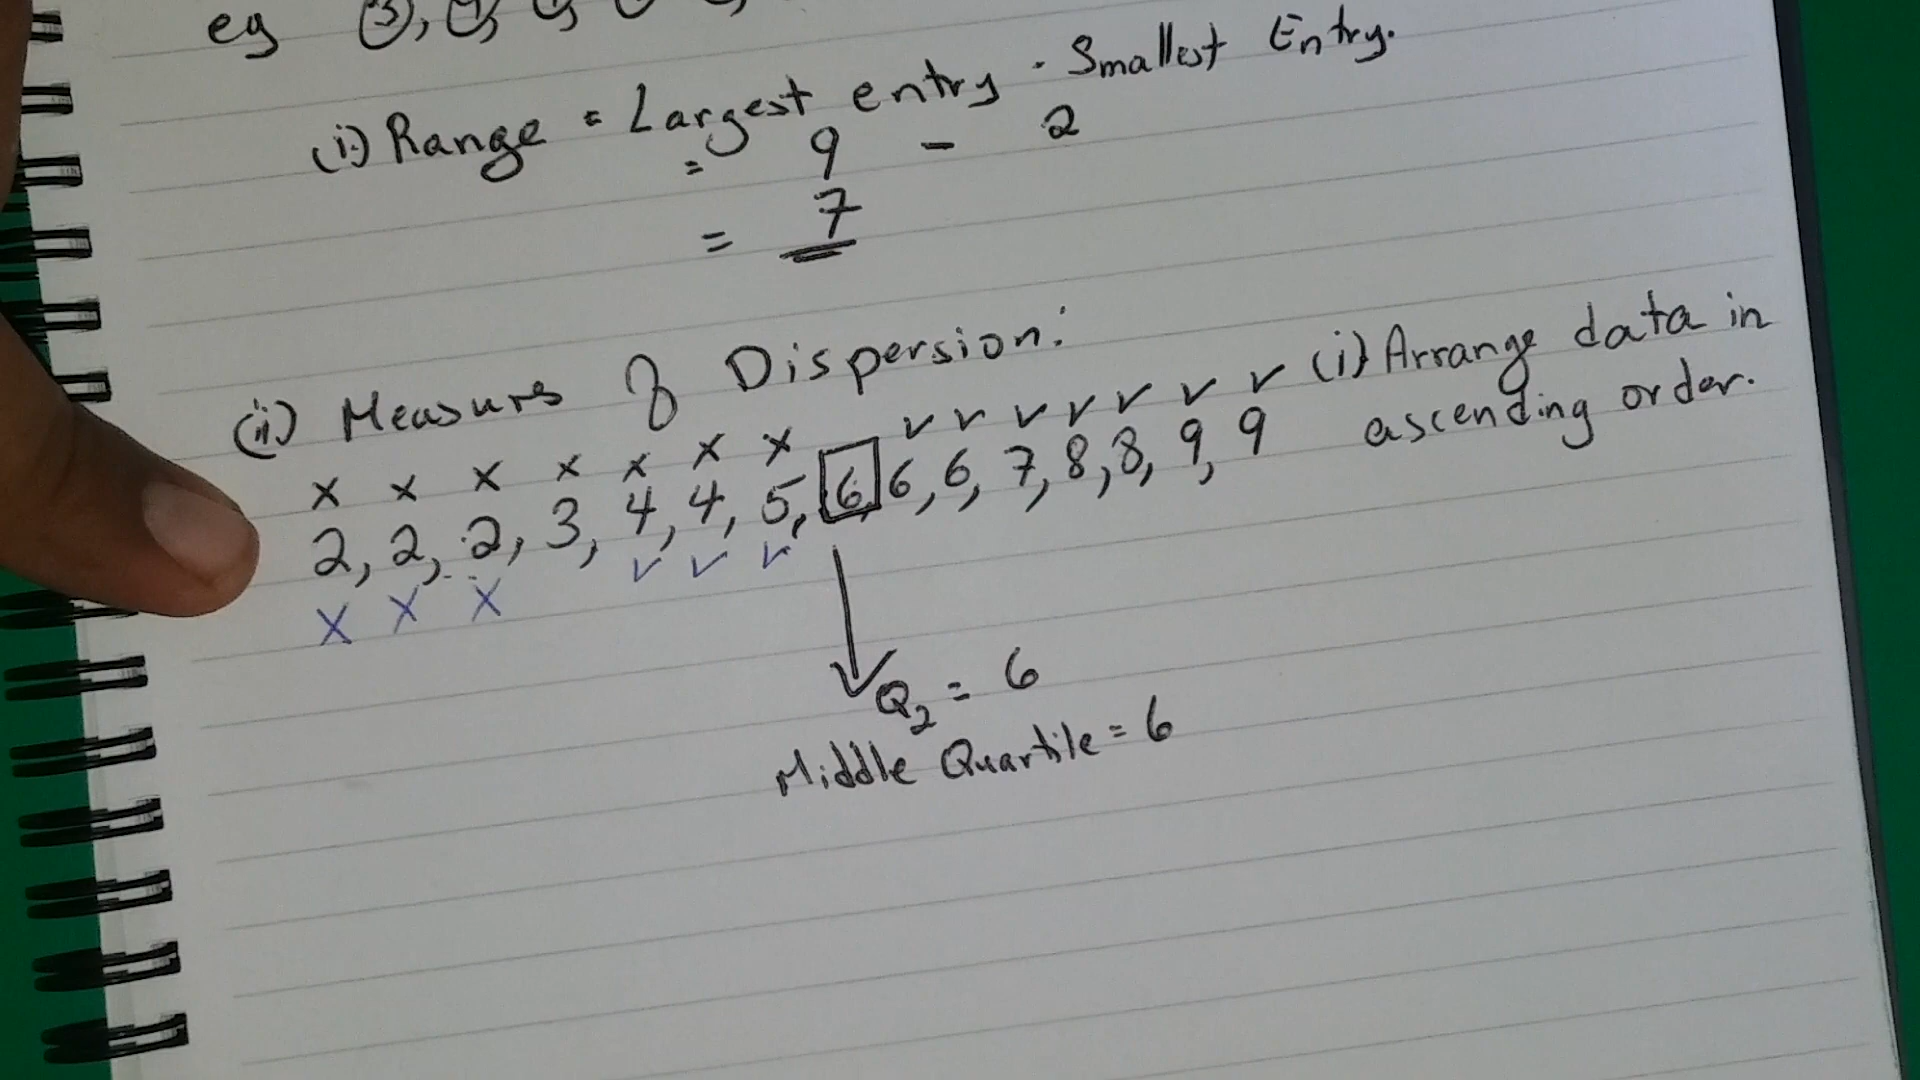 eg
(i) Range = Largest entry - Smallest Entry.
= 9 - 2
= 7
(ii) Measures of Dispersion:
x x x x x x x ✓ ✓ ✓ ✓ ✓ ✓ ✓ (i) Arrange data in
2, 2, 2, 3, 4, 4, 5, 6, 6, 6, 7, 8, 8, 9, 9 ascending order.
x x x ✓ ✓ ✓
Q2 = 6
Middle Quartile = 6